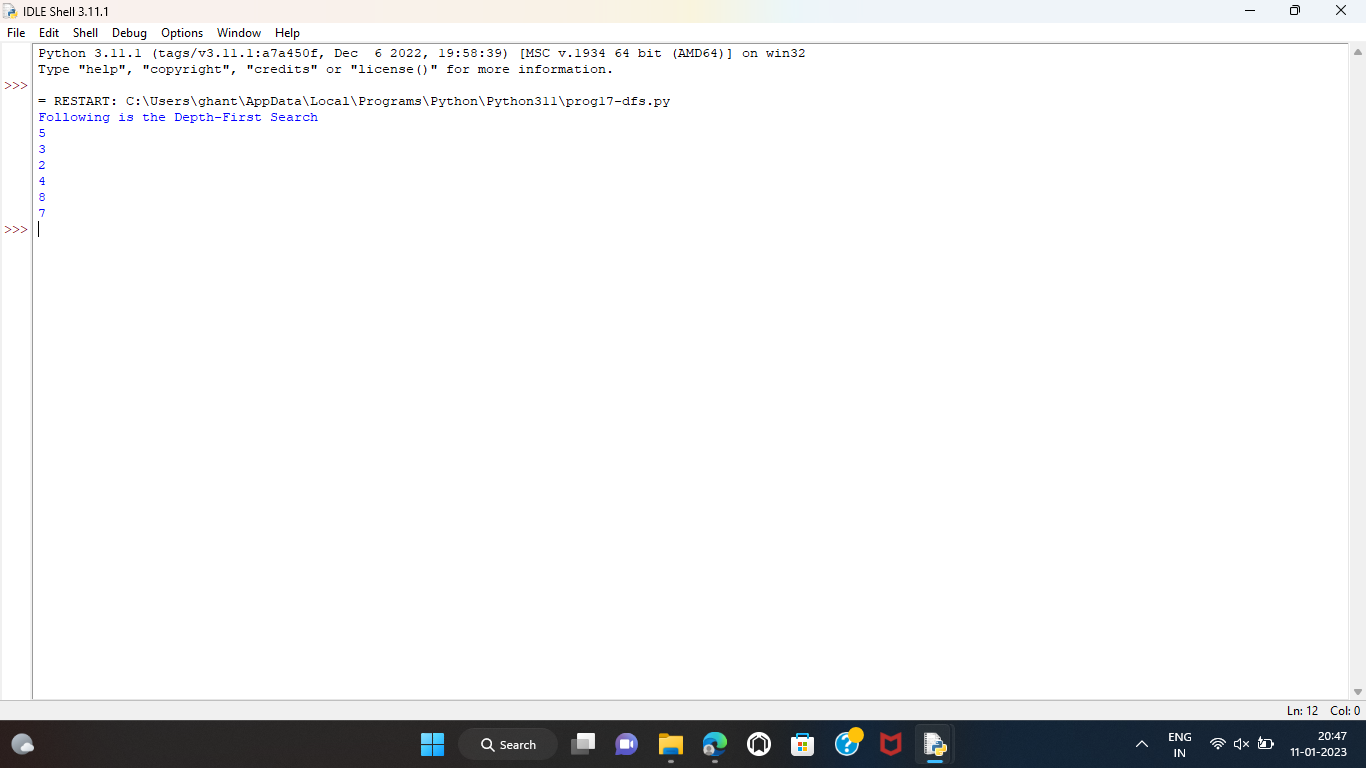 IDLE Shell 3.11.1
File Edit Shell Debug Options Window Help
Python 3.11.1 (tags/v3.11.1:a7a450f, Dec  6 2022, 19:58:39) [MSC v.1934 64 bit (AMD64)] on win32
Type "help", "copyright", "credits" or "license()" for more information.
>>>
= RESTART: C:\Users\ghant\AppData\Local\Programs\Python\Python311\prog17-dfs.py
Following is the Depth-First Search
5
3
2
4
8
7
>>>
Ln: 12 Col: 0
Search
ENG
IN
20:47
11-01-2023